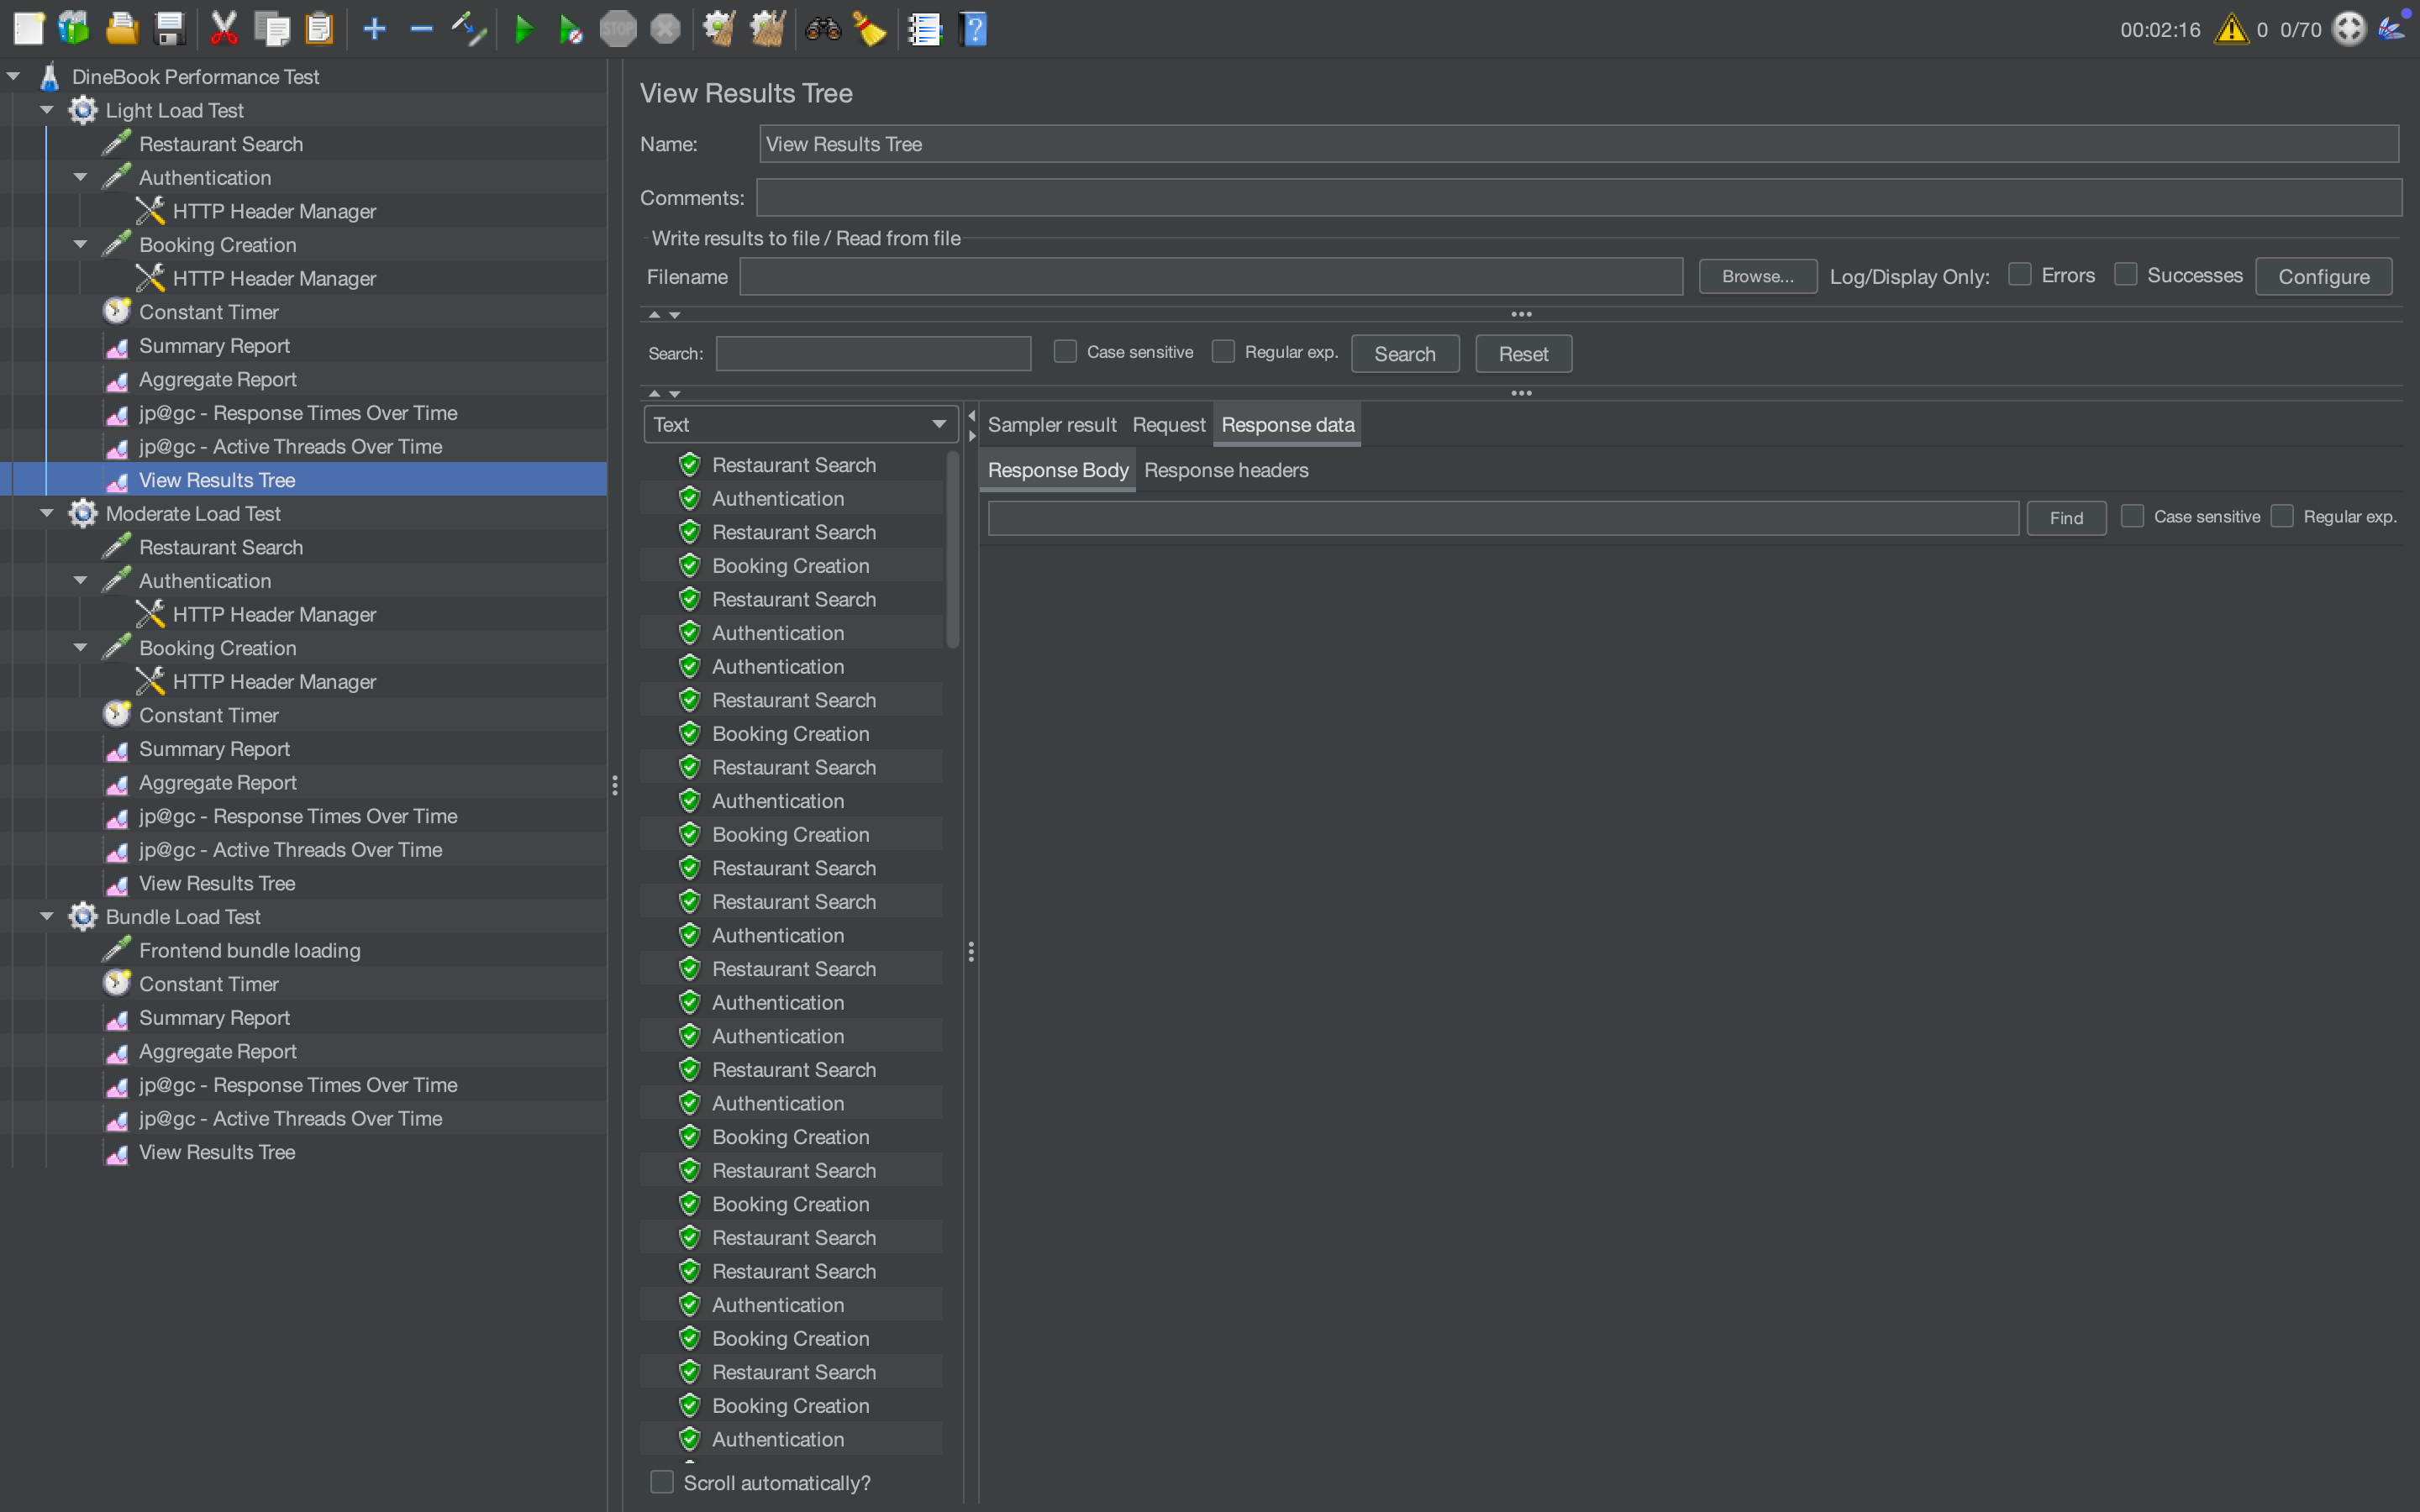 STOP
00:02:16 0 0/70
DineBook Performance Test
Light Load Test
Restaurant Search
Authentication
HTTP Header Manager
Booking Creation
HTTP Header Manager
Constant Timer
Summary Report
Aggregate Report
jp@gc - Response Times Over Time
jp@gc - Active Threads Over Time
View Results Tree
Moderate Load Test
Restaurant Search
Authentication
HTTP Header Manager
Booking Creation
HTTP Header Manager
Constant Timer
Summary Report
Aggregate Report
jp@gc - Response Times Over Time
jp@gc - Active Threads Over Time
View Results Tree
Bundle Load Test
Frontend bundle loading
Constant Timer
Summary Report
Aggregate Report
jp@gc - Response Times Over Time
jp@gc - Active Threads Over Time
View Results Tree
View Results Tree
Name: View Results Tree
Comments:
Write results to file / Read from file
Filename Browse... Log/Display Only: Errors Successes Configure
Search: Case sensitive Regular exp. Search Reset
Text
Restaurant Search
Authentication
Restaurant Search
Booking Creation
Restaurant Search
Authentication
Authentication
Restaurant Search
Booking Creation
Restaurant Search
Authentication
Booking Creation
Restaurant Search
Restaurant Search
Authentication
Restaurant Search
Authentication
Authentication
Restaurant Search
Authentication
Booking Creation
Restaurant Search
Booking Creation
Restaurant Search
Restaurant Search
Authentication
Booking Creation
Restaurant Search
Booking Creation
Authentication
Scroll automatically?
Sampler result Request Response data
Response Body Response headers
Find Case sensitive Regular exp.